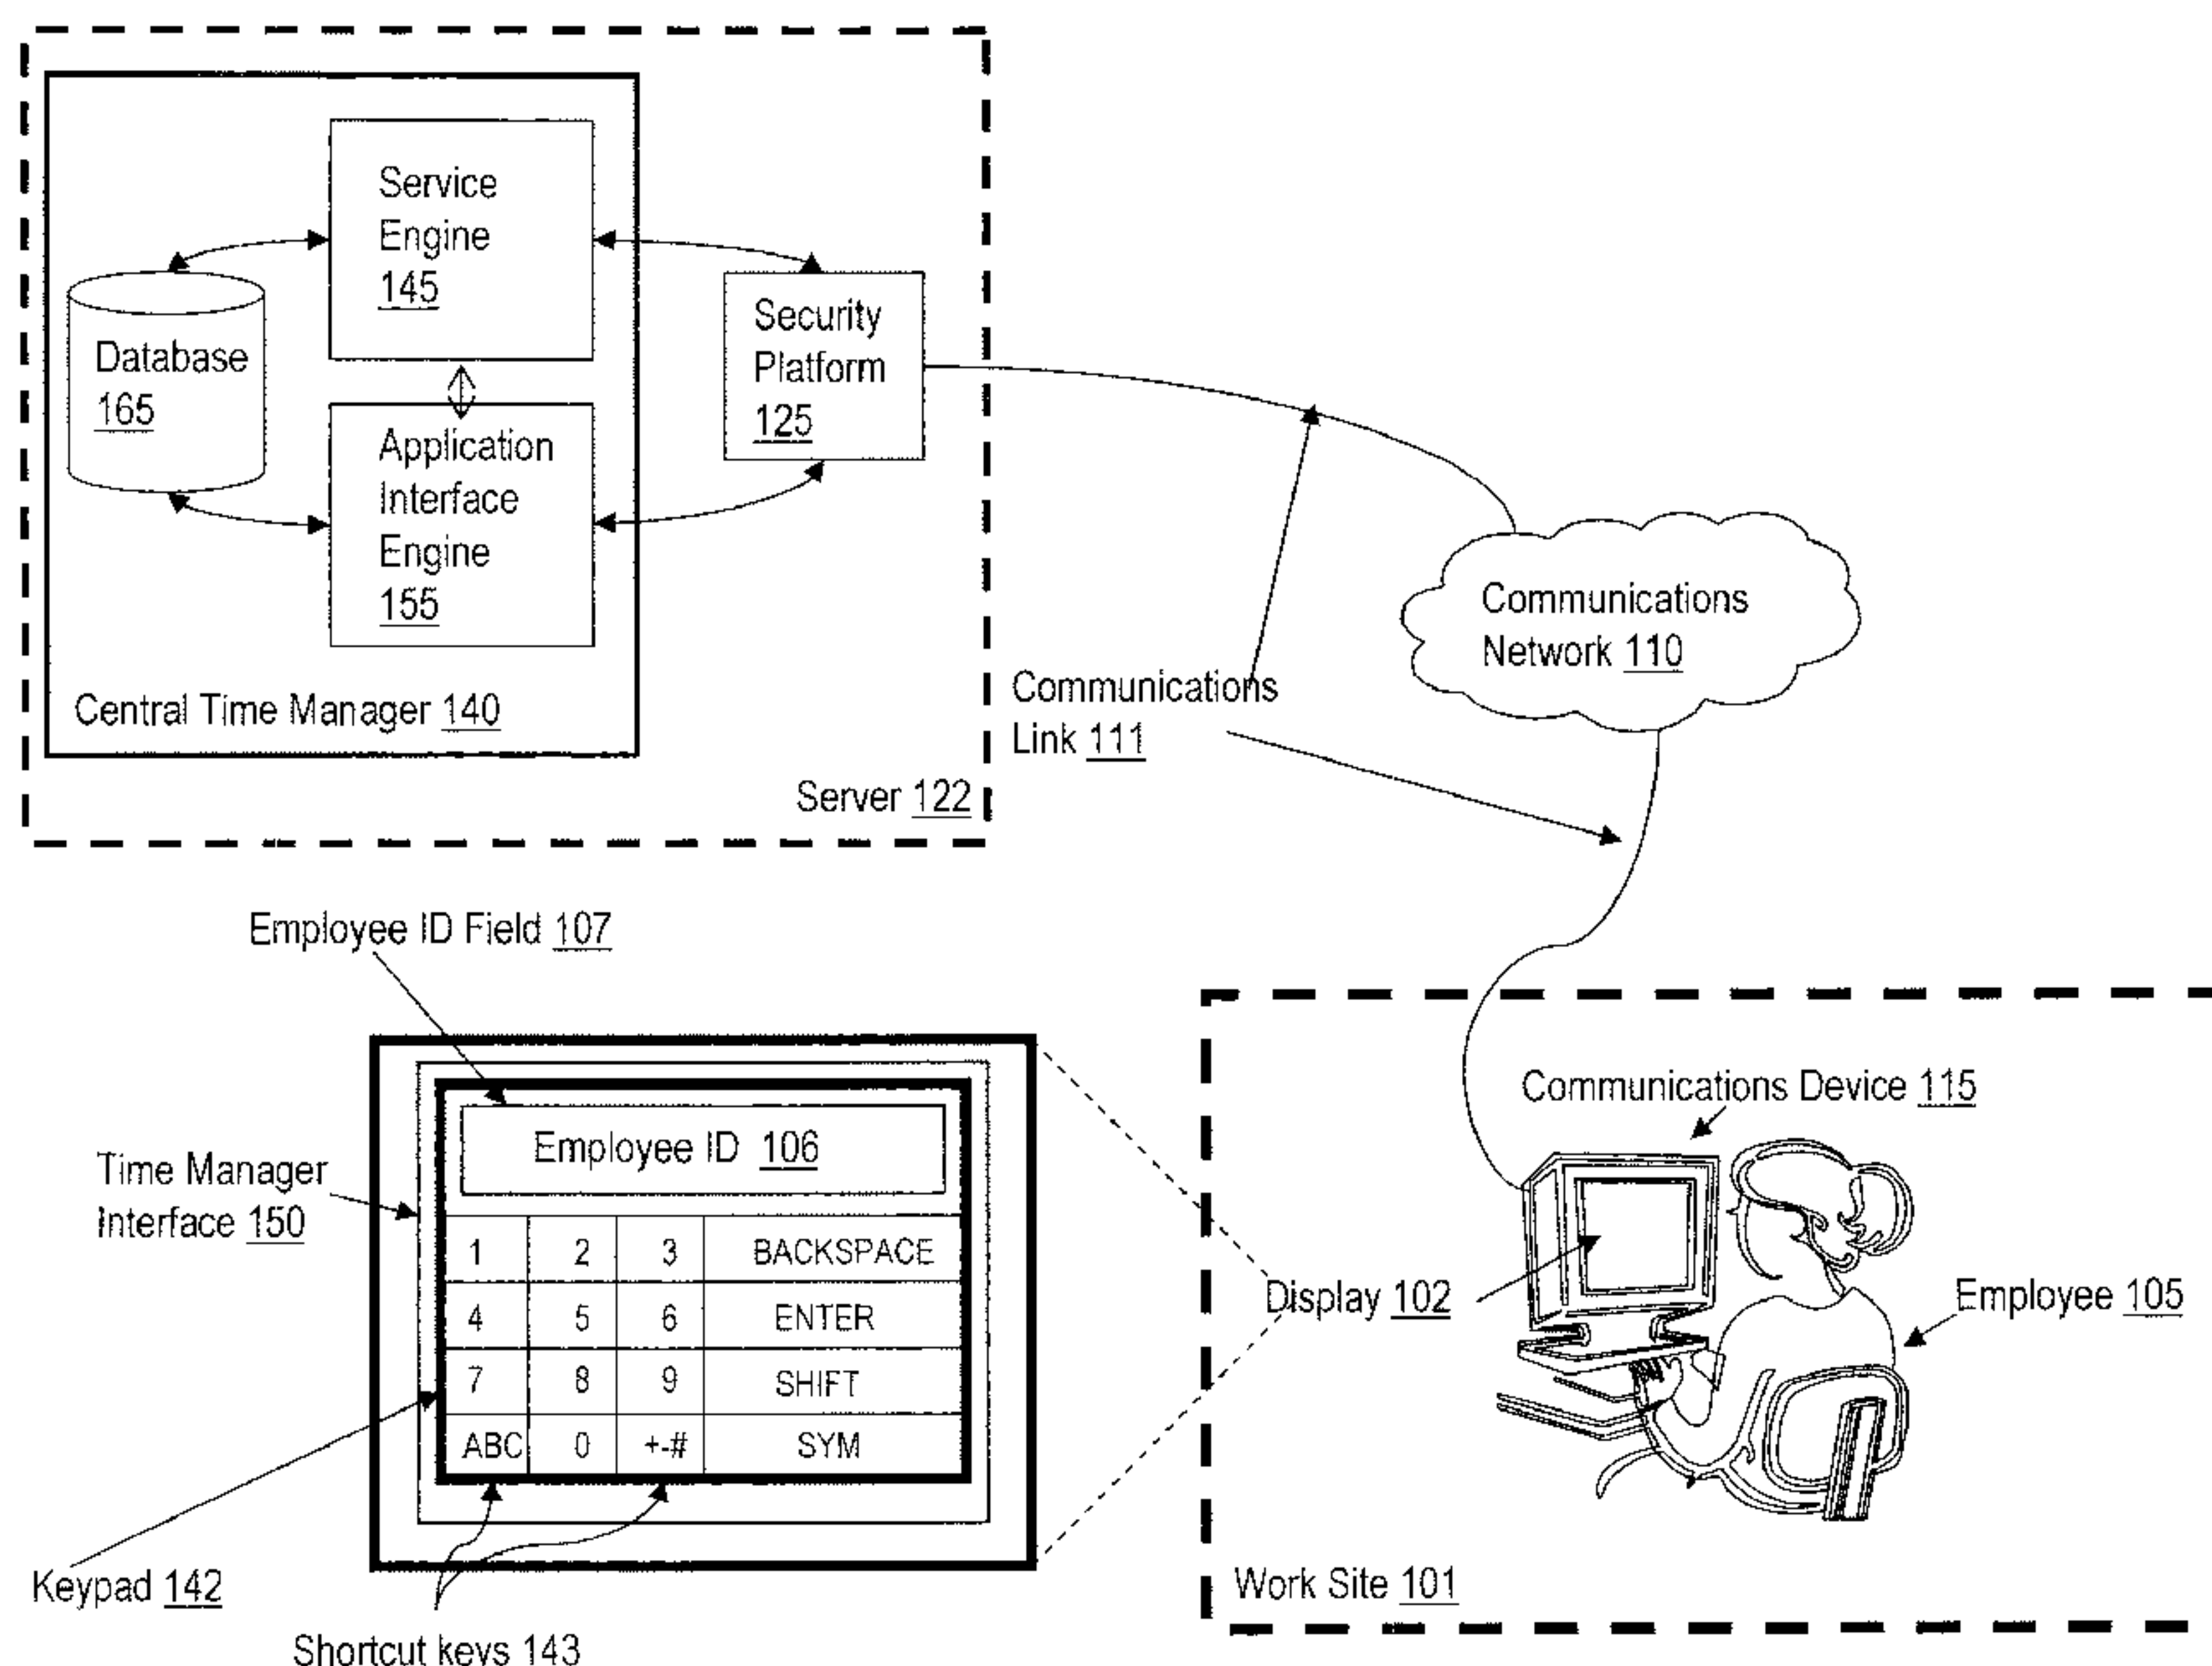 Service
Engine
145
Database
165
Application
Interface
Engine
155
Central Time Manager 140
Security
Platform
125
Server 122
Communications
Link 111
Communications
Network 110
Employee ID Field 107
Employee ID 106
Time Manager
Interface 150
1 2 3 BACKSPACE
4 5 6 ENTER
7 8 9 SHIFT
ABC 0 +-# SYM
Keypad 142
Shortcut keys 143
Communications Device 115
Display 102
Employee 105
Work Site 101